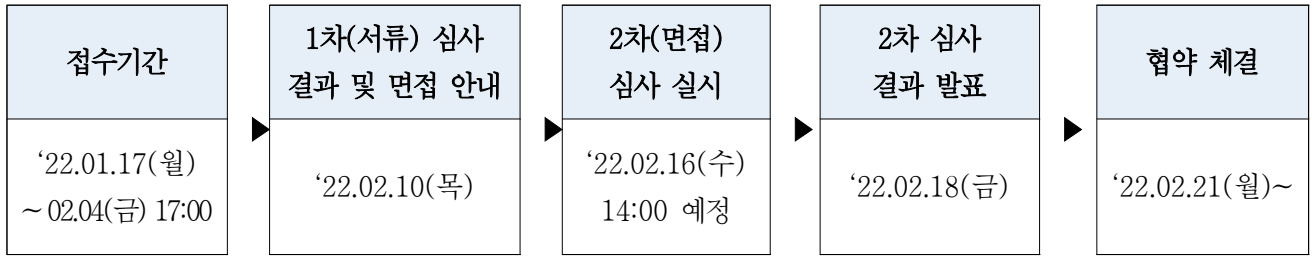 접수기간
‘22.01.17(월)
~ 02.04(금) 17:00
1차(서류) 심사
결과 및 면접 안내
‘22.02.10(목)
2차(면접)
심사 실시
‘22.02.16(수)
14:00 예정
2차 심사
결과 발표
‘22.02.18(금)
협약 체결
‘22.02.21(월)~